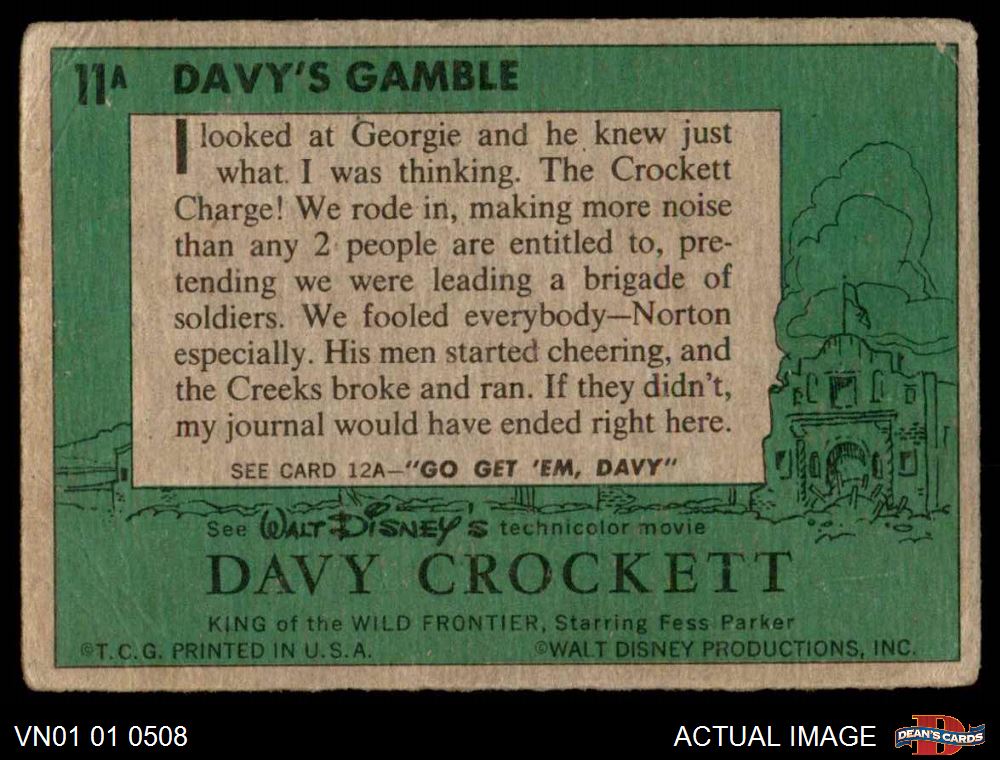 11A DAVY'S GAMBLE
I looked at Georgie and he knew just
what I was thinking. The Crockett
Charge! We rode in, making more noise
than any 2 people are entitled to, pre-
tending we were leading a brigade of
soldiers. We fooled everybody—Norton
especially. His men started cheering, and
the Creeks broke and ran. If they didn't,
my journal would have ended right here.
SEE CARD 12A—"GO GET 'EM, DAVY"
See WALT DISNEY'S technicolor movie
DAVY CROCKETT
KING of the WILD FRONTIER, Starring Fess Parker
©T.C.G. PRINTED IN U.S.A. ©WALT DISNEY PRODUCTIONS, INC.
VN01 01 0508 ACTUAL IMAGE DEAN'S CARDS